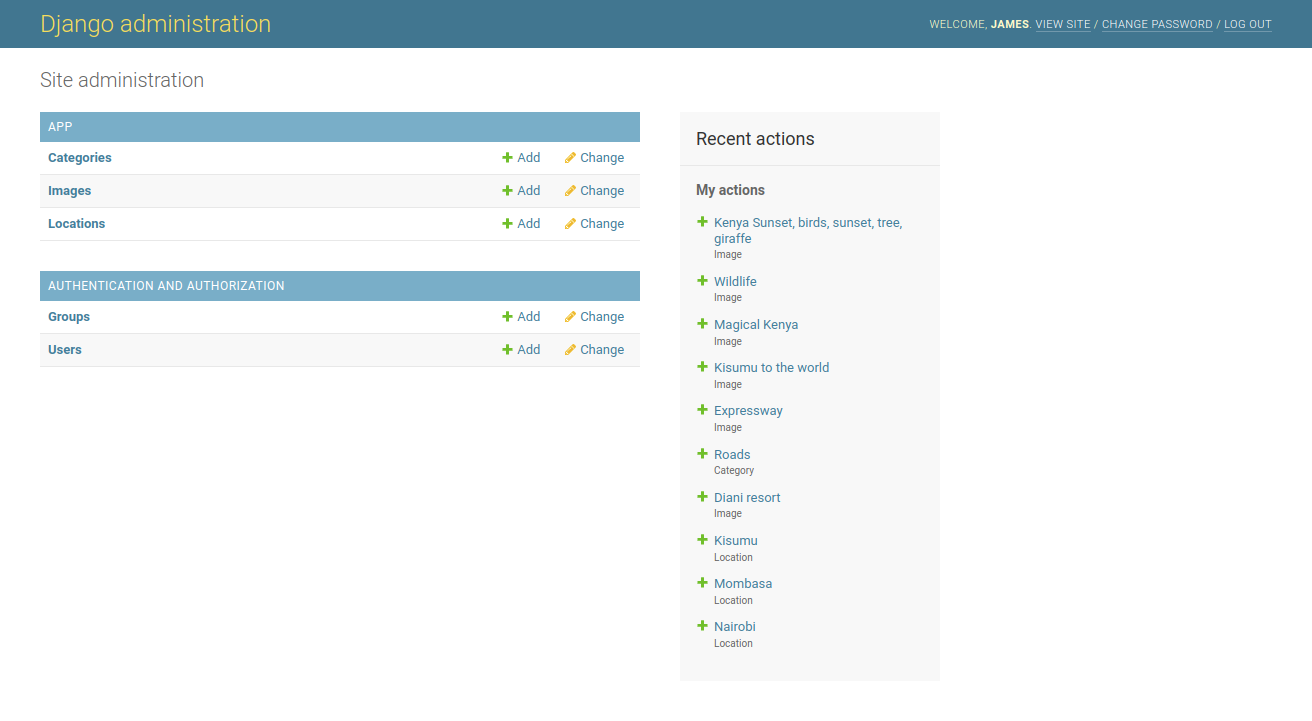 Django administration
WELCOME, JAMES. VIEW SITE / CHANGE PASSWORD / LOG OUT
Site administration
APP
Categories Add Change
Images Add Change
Locations Add Change
AUTHENTICATION AND AUTHORIZATION
Groups Add Change
Users Add Change
Recent actions
My actions
Kenya Sunset, birds, sunset, tree,
giraffe
Image
Wildlife
Image
Magical Kenya
Image
Kisumu to the world
Image
Expressway
Image
Roads
Category
Diani resort
Image
Kisumu
Location
Mombasa
Location
Nairobi
Location